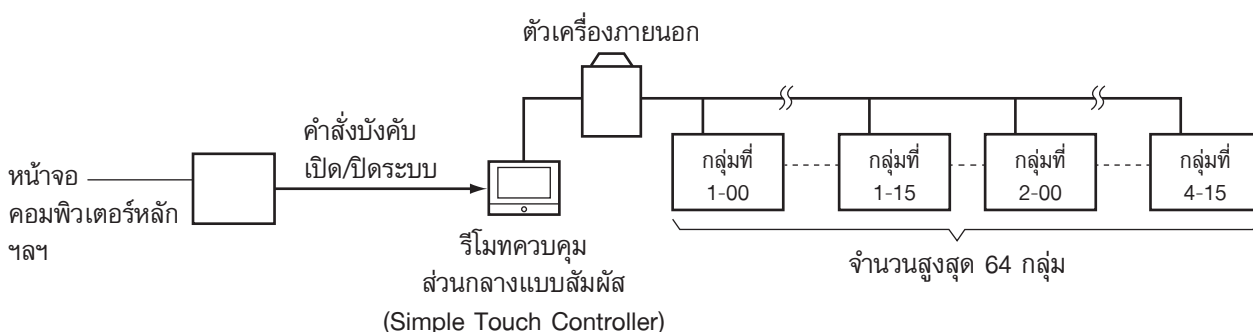 ตัวเครื่องภายนอก
คำสั่งบังคับ
เปิด/ปิดระบบ
หน้าจอ
คอมพิวเตอร์หลัก
ฯลฯ
รีโมทควบคุม
ส่วนกลางแบบสัมผัส
(Simple Touch Controller)
กลุ่มที่
1-00
กลุ่มที่
1-15
กลุ่มที่
2-00
กลุ่มที่
4-15
จำนวนสูงสุด 64 กลุ่ม